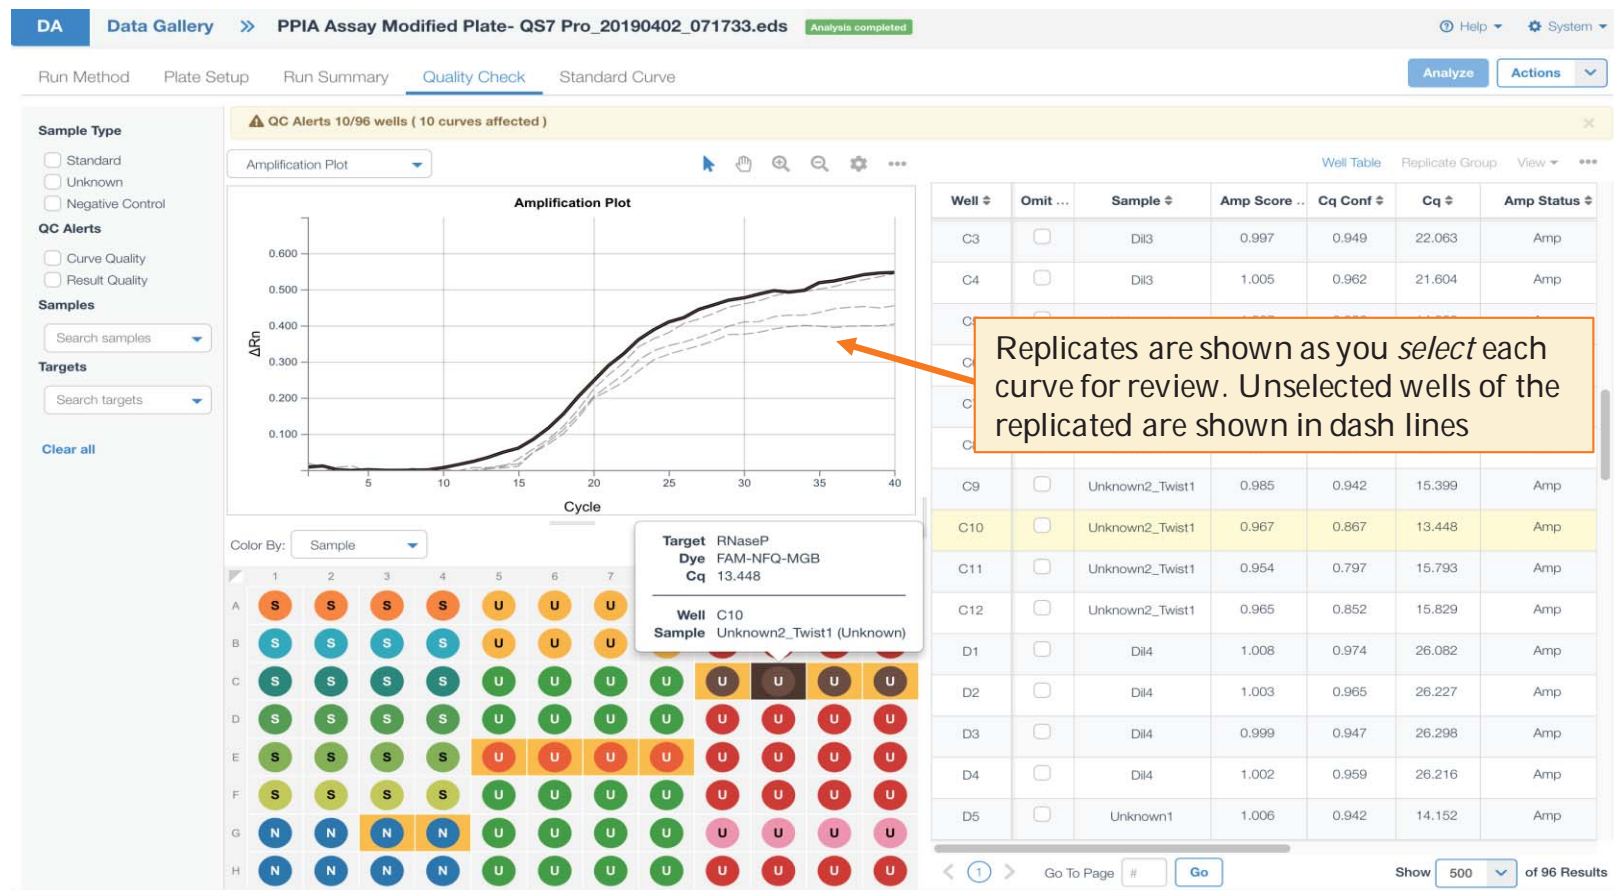 DA Data Gallery » PPIA Assay Modified Plate- QS7 Pro_20190402_071733.eds Analysis completed Help System
Run Method Plate Setup Run Summary Quality Check Standard Curve Analyze Actions
QC Alerts 10/96 wells ( 10 curves affected )
Sample Type
Standard
Unknown
Negative Control
QC Alerts
Curve Quality
Result Quality
Samples
Search samples
Targets
Search targets
Clear all
Amplification Plot
Amplification Plot
ΔRn
0.600
0.500
0.400
0.300
0.200
0.100
5 10 15 20 25 30 35 40
Cycle
Well Table Replicate Group View
Well Omit ... Sample Amp Score .. Cq Conf Cq Amp Status
C3 Dil3 0.997 0.949 22.063 Amp
C4 Dil3 1.005 0.962 21.604 Amp
Replicates are shown as you select each
curve for review. Unselected wells of the
replicated are shown in dash lines
C9 Unknown2_Twist1 0.985 0.942 15.399 Amp
C10 Unknown2_Twist1 0.967 0.867 13.448 Amp
C11 Unknown2_Twist1 0.954 0.797 15.793 Amp
C12 Unknown2_Twist1 0.965 0.852 15.829 Amp
D1 Dil4 1.008 0.974 26.082 Amp
D2 Dil4 1.003 0.965 26.227 Amp
D3 Dil4 0.999 0.947 26.298 Amp
D4 Dil4 1.002 0.959 26.216 Amp
D5 Unknown1 1.006 0.942 14.152 Amp
1 Go To Page # Go Show 500 of 96 Results
Color By: Sample
Target RNaseP
Dye FAM-NFQ-MGB
Cq 13.448
Well C10
Sample Unknown2_Twist1 (Unknown)
1 2 3 4 5 6 7
A S S S S U U U
B S S S S U U U
C S S S S U U U U U U U U
D S S S S U U U U U U U U
E S S S S U U U U U U U U
F S S S S U U U U U U U U
G N N N N U U U U U U U U
H N N N N U U U U U U U U